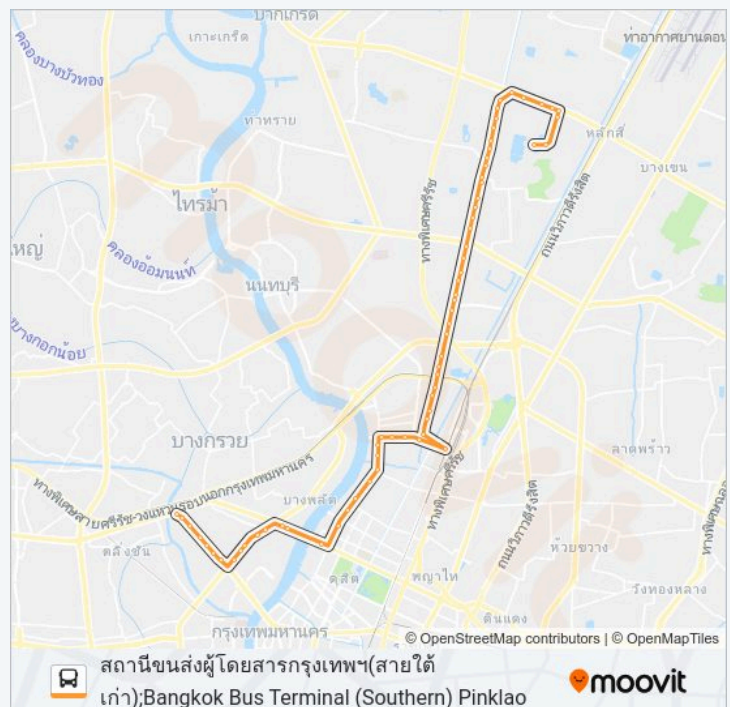 ปากเกร็ด
เกาะเกร็ด
คลองบางบัวทอง
ท่าอากาศยานดอน
ท่าทราย
หลักสี่
บางเขน
ไทรม้า
ทางพิเศษศรีรัช
ถนนวิภาวดีรังสิต
หญ่
คลองอ้อมนนท์
นนทบุรี
บางกอกน้อย
บางกรวย
ลาดพร้าว
ทางพิเศษสายศรีรัช-วงแหวนรอบนอกกรุงเทพมหานคร
บางพลัด
ทางพิเศษศรีรัช
ถนนวิภาวดีรังสิต
ทางพิเศษฉลอง
ตลิ่งชัน
ห้วยขวาง
ดุสิต
พญาไท
วังทองหลาง
ดินแดง
กรุงเทพมหานคร
© OpenStreetMap contributors | © OpenMapTiles
สถานีขนส่งผู้โดยสารกรุงเทพฯ(สายใต้
เก่า);Bangkok Bus Terminal (Southern) Pinklao
moovit